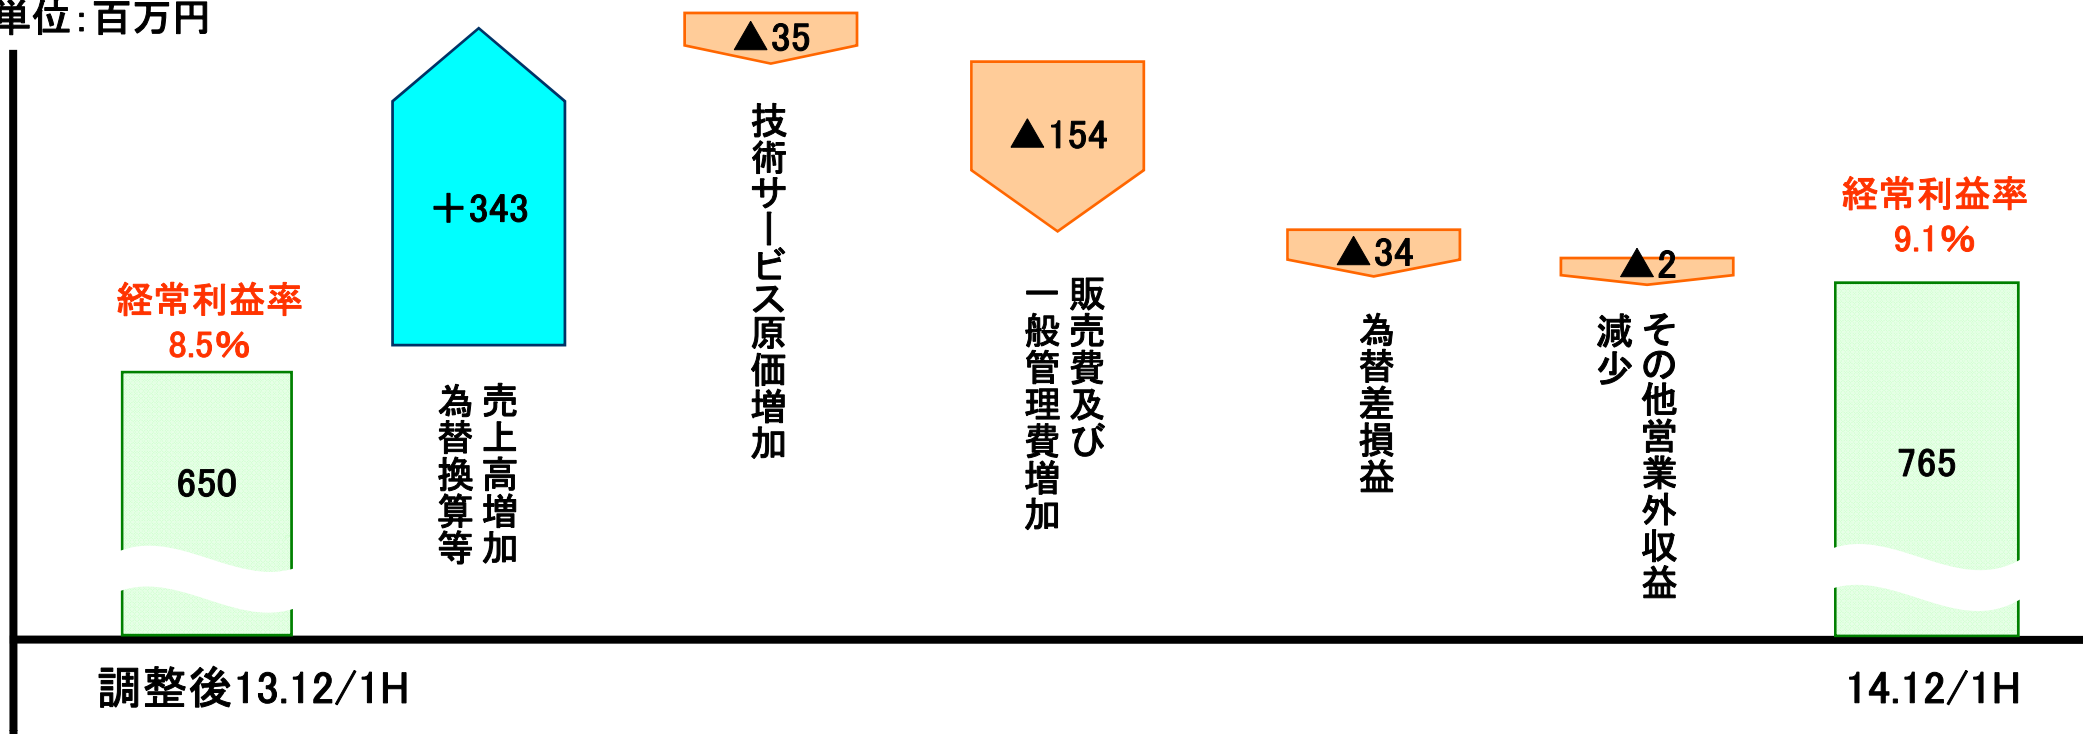 単位：百万円
▲35
▲154
＋343
▲34
▲2
経常利益率
8.5%
経常利益率
9.1%
650
765
売上高増加
為替換算等
技術サービス原価増加
販売費及び
一般管理費増加
為替差損益
その他営業外収益
減少
調整後13.12/1H
14.12/1H